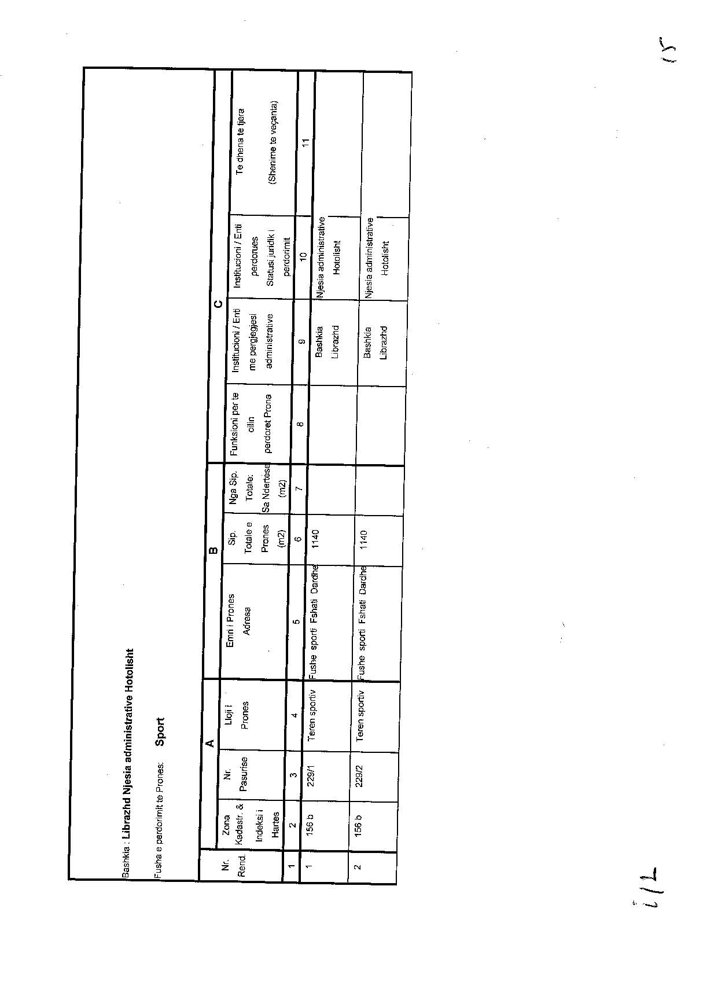 Bashkia : Librazhd Njesia administrative Hotolisht
Fusha e perdorimit te Prones: Sport
A B C
Nr. Rend.
Zona Kadastr. & Indeksi i Hartes
Nr. Pasurise
Lloji i Prones
Emri i Prones Adresa
Sip. Totale e Prones (m2)
Nga Sip. Totale: Sa Ndertese (m2)
Funksioni per te cilin perdoret Prona
Institucioni / Enti me pergjegjesi administrative
Institucioni / Enti perdorues Statusi juridik i perdorimit
Te dhena te tjera (Shenime te veçanta)
1 2 3 4 5 6 7 8 9 10 11
1 156 b 229/1 Teren sportiv Fushe sporti Fshati Dardhe 1140 Bashkia Librazhd Njesia administrative Hotolisht
2 156 b 229/2 Teren sportiv Fushe sporti Fshati Dardhe 1140 Bashkia Librazhd Njesia administrative Hotolisht
15